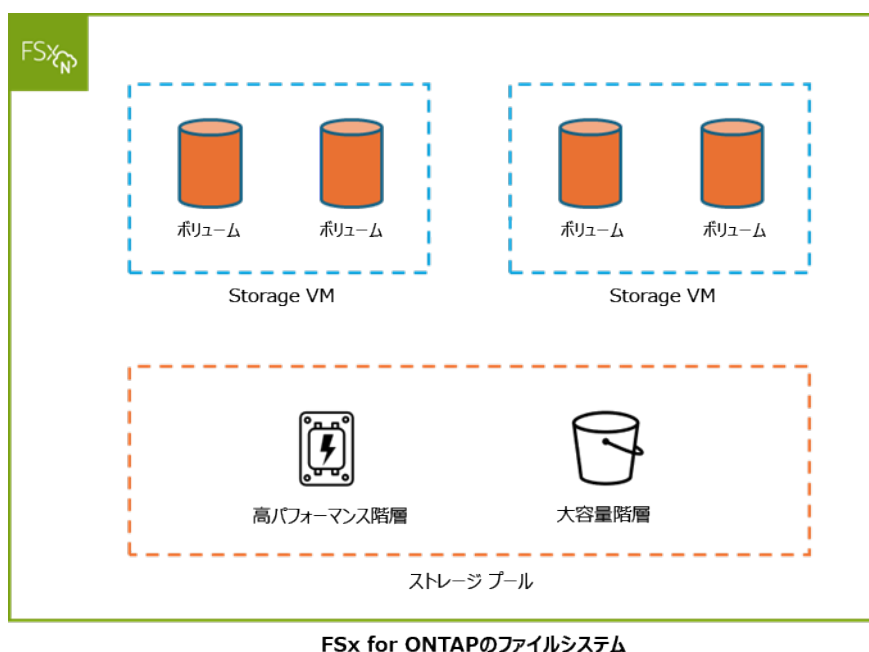 FSx
N
ボリューム
ボリューム
ボリューム
ボリューム
Storage VM
Storage VM
高パフォーマンス階層
大容量階層
ストレージ プール
FSx for ONTAPのファイルシステム